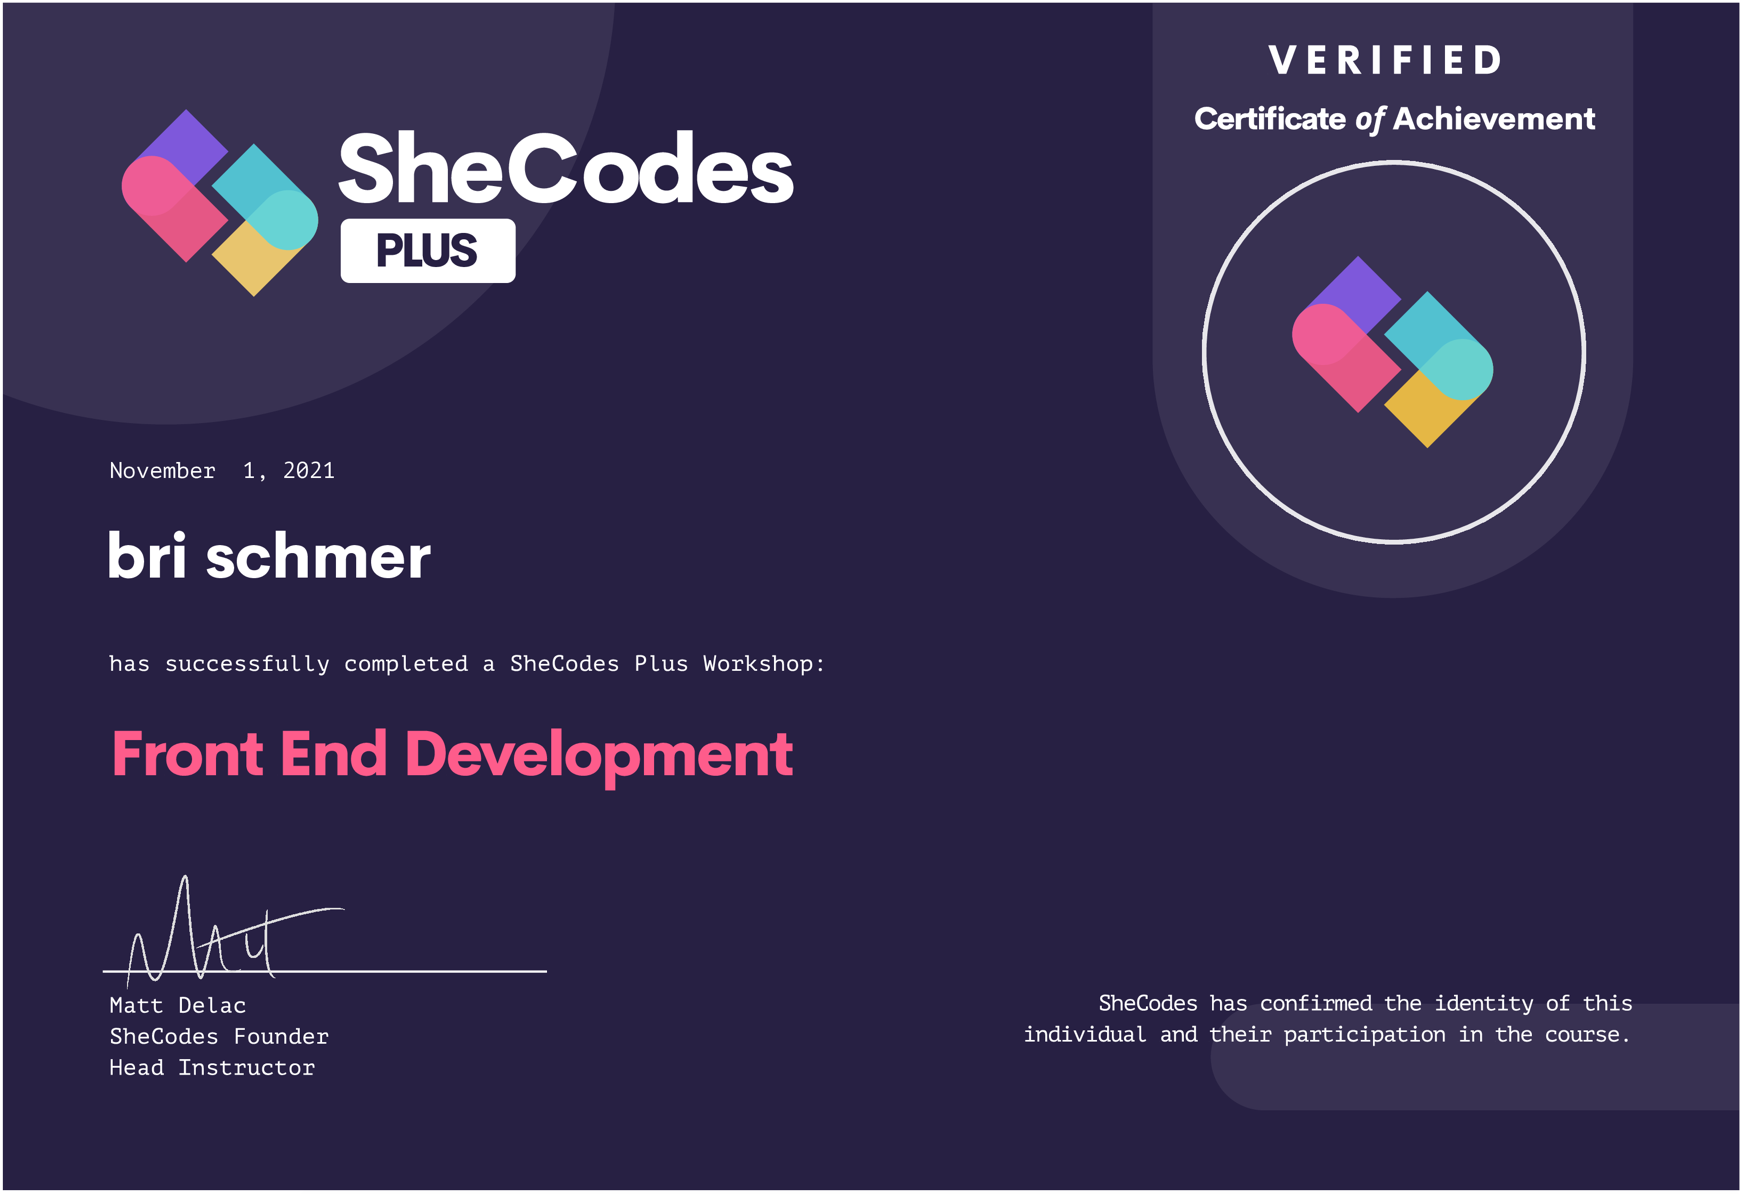 VERIFIED
Certificate of Achievement
SheCodes
PLUS
November  1, 2021
bri schmer
has successfully completed a SheCodes Plus Workshop:
Front End Development
Matt
Matt Delac
SheCodes Founder
Head Instructor
SheCodes has confirmed the identity of this
individual and their participation in the course.